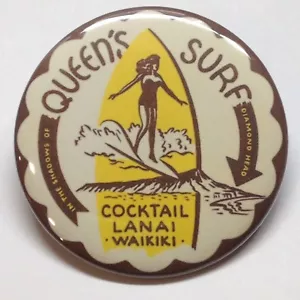 QUEEN'S SURF
IN THE SHADOWS OF
DIAMOND HEAD
COCKTAIL
LANAI
· WAIKIKI ·